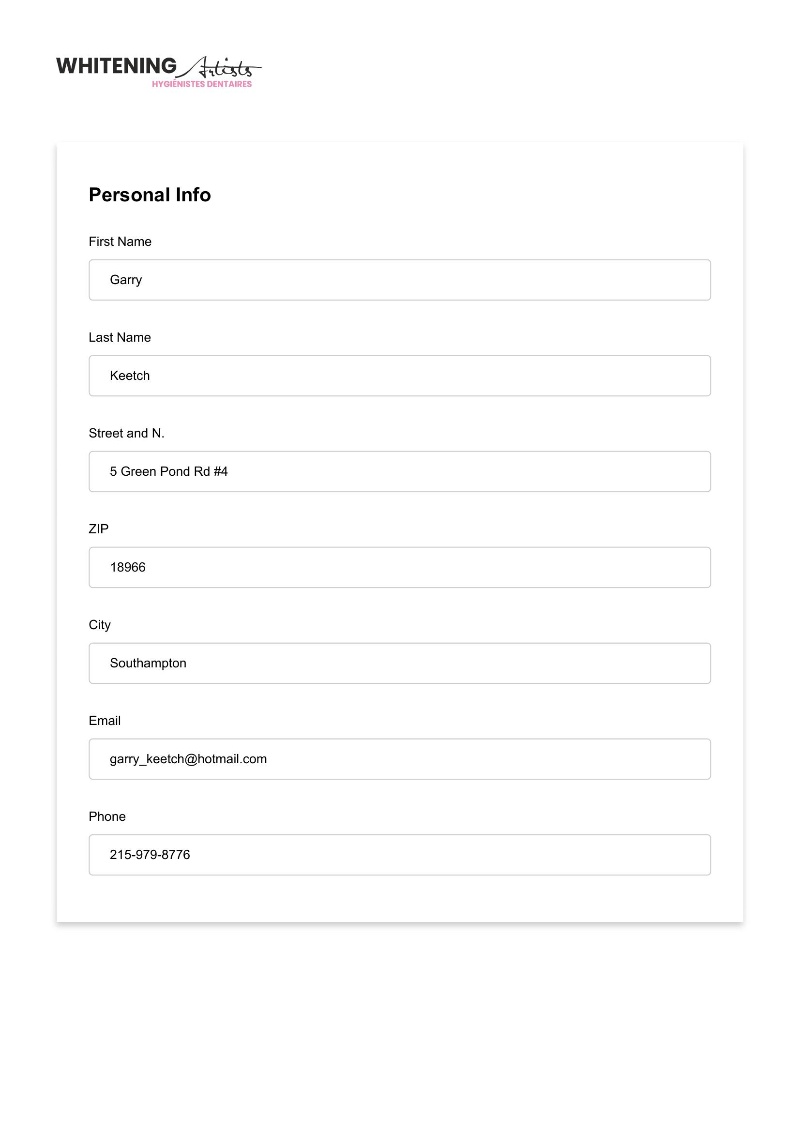 WHITENING Artists
HYGIÉNISTES DENTAIRES
Personal Info
First Name
Garry
Last Name
Keetch
Street and N.
5 Green Pond Rd #4
ZIP
18966
City
Southampton
Email
garry_keetch@hotmail.com
Phone
215-979-8776